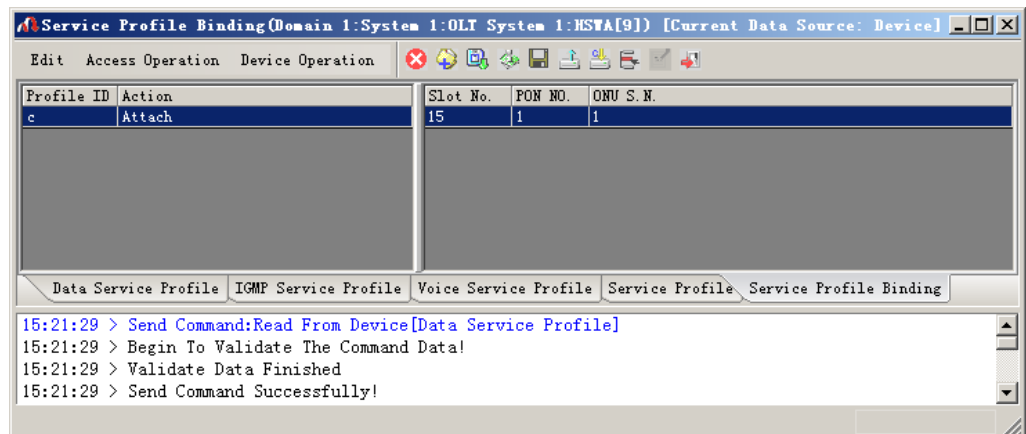 Service Profile Binding(Domain 1:System 1:OLT System 1:HSWA[9]) [Current Data Source: Device]
Edit Access Operation Device Operation
Profile ID Action Slot No. PON NO. ONU S.N.
c Attach 15 1 1
Data Service Profile IGMP Service Profile Voice Service Profile Service Profile Service Profile Binding
15:21:29 > Send Command:Read From Device[Data Service Profile]
15:21:29 > Begin To Validate The Command Data!
15:21:29 > Validate Data Finished
15:21:29 > Send Command Successfully!